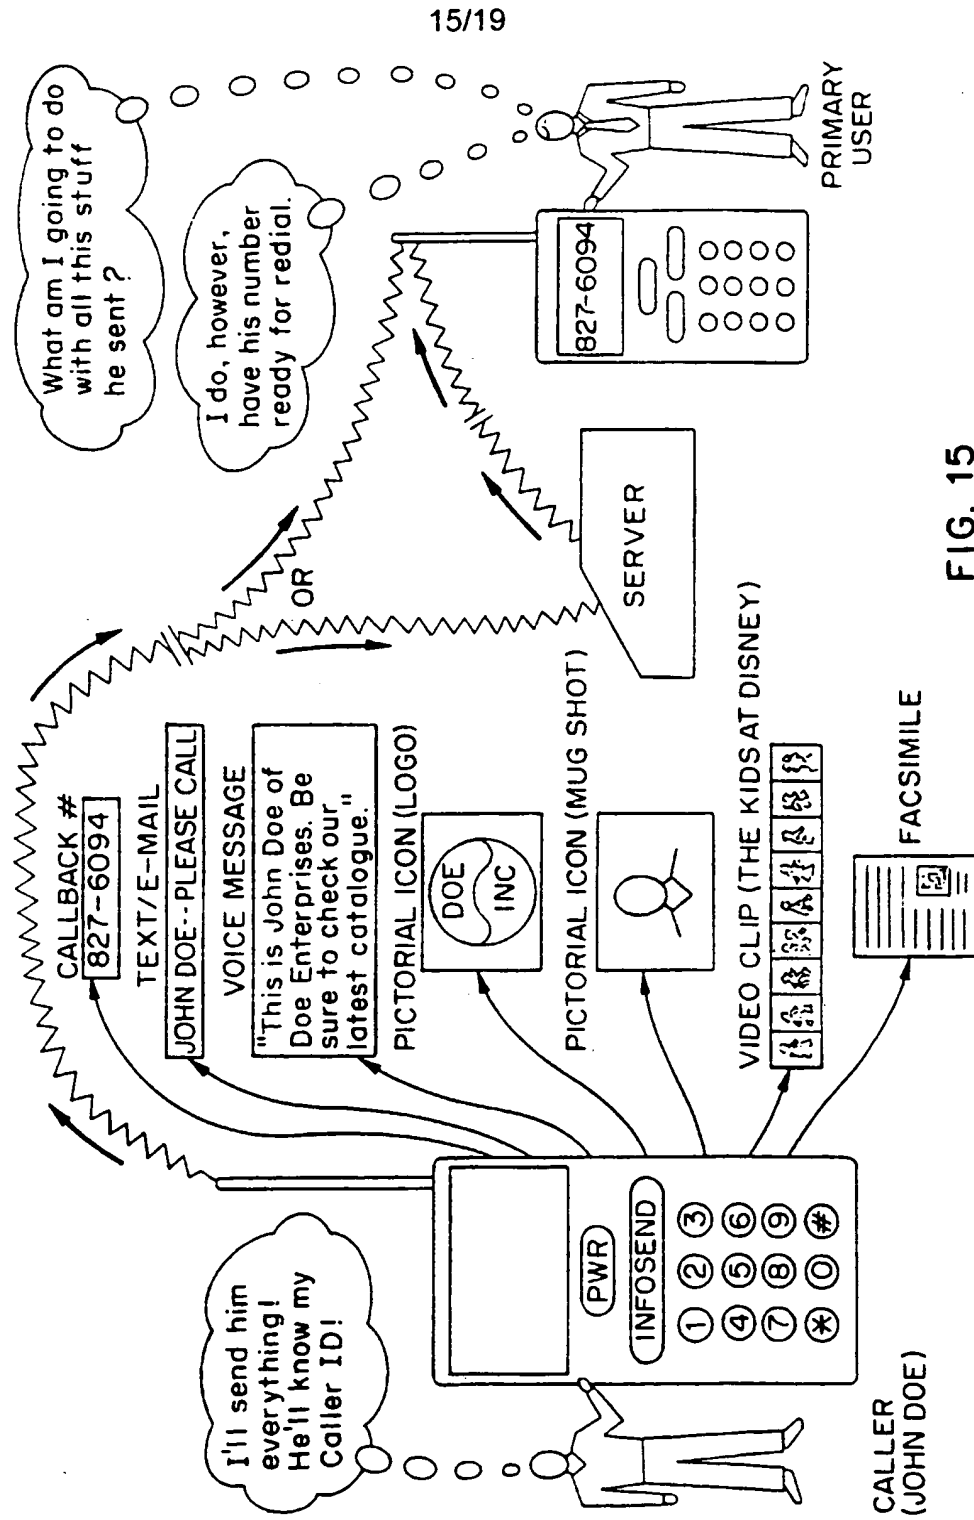 15/19
I'll send him
everything!
He'll know my
Caller ID!
CALLER
(JOHN DOE)
PWR
INFOSEND
1 2 3
4 5 6
7 8 9
* 0 #
CALLBACK #
827-6094
TEXT/E-MAIL
JOHN DOE--PLEASE CALL
VOICE MESSAGE
"This is John Doe of
Doe Enterprises. Be
sure to check our
latest catalogue."
PICTORIAL ICON (LOGO)
DOE
INC
PICTORIAL ICON (MUG SHOT)
VIDEO CLIP (THE KIDS AT DISNEY)
FACSIMILE
OR
SERVER
What am I going to do
with all this stuff
he sent?
I do, however,
have his number
ready for redial.
827-6094
PRIMARY
USER
FIG. 15